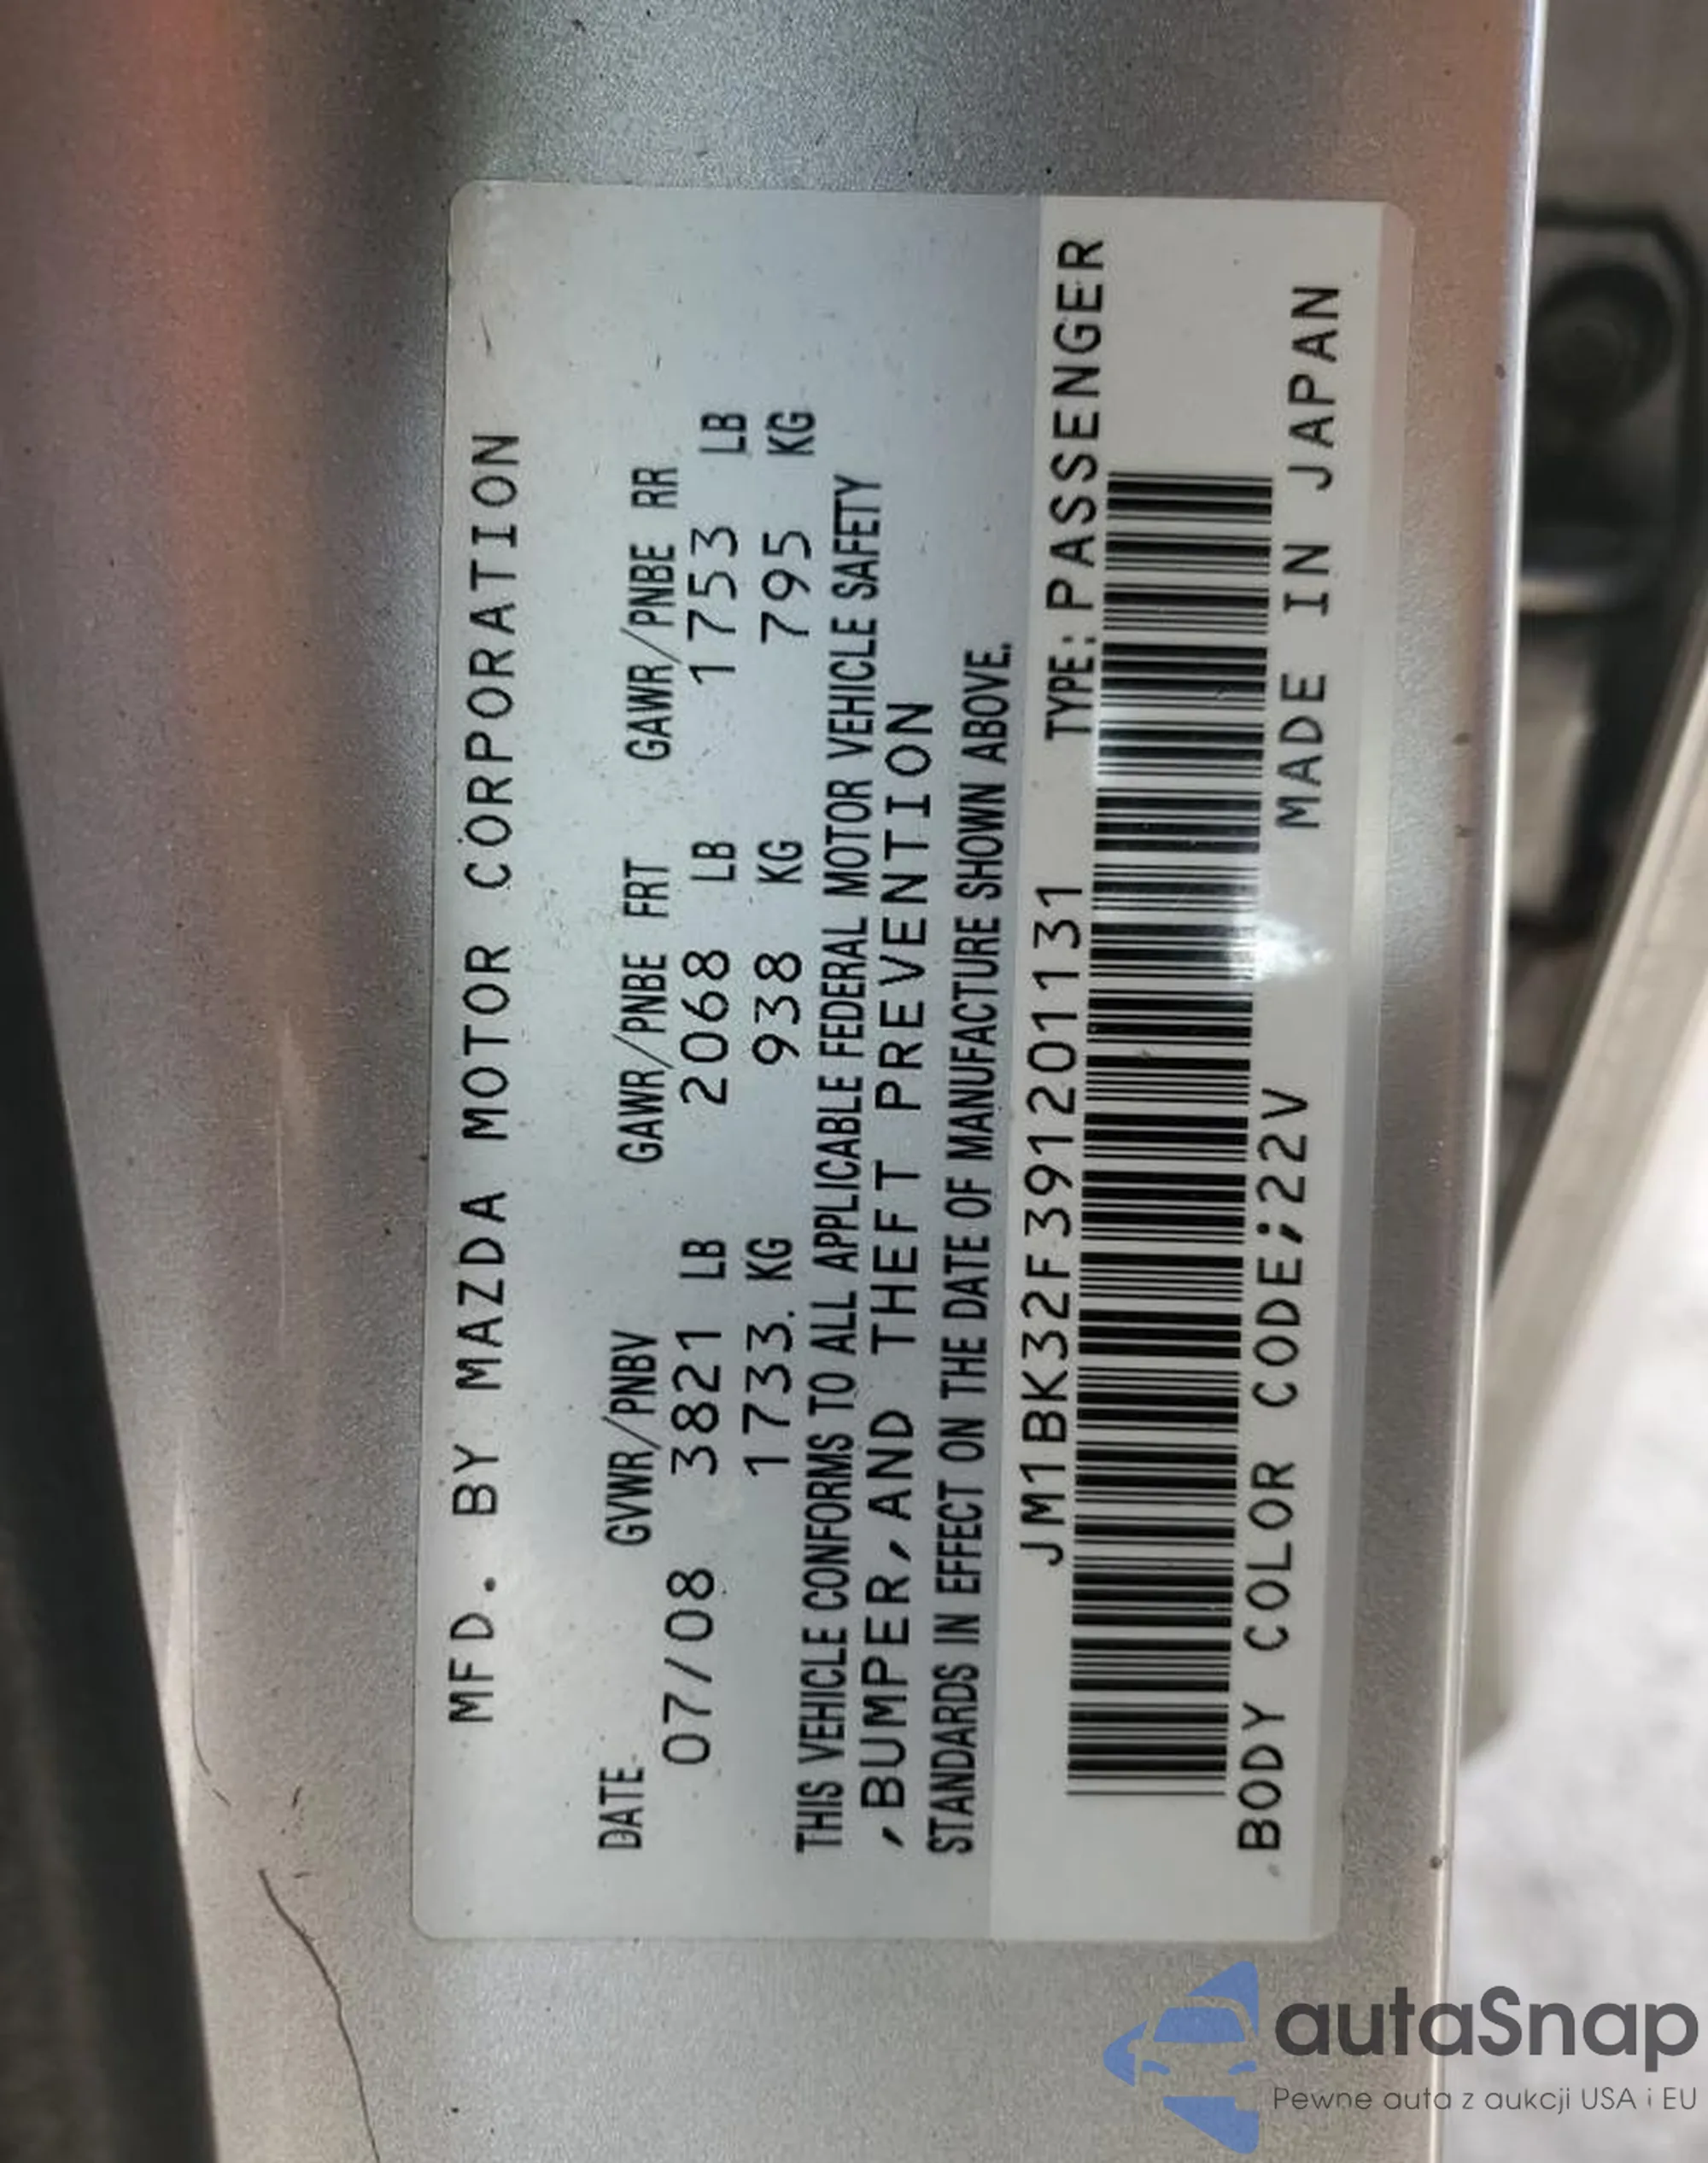 MFD. BY MAZDA MOTOR CORPORATION
DATE GVWR/PNBV GAWR/PNBE FRT GAWR/PNBE RR
07/08 3821 LB 2068 LB 1753 LB
1733. KG 938 KG 795 KG
THIS VEHICLE CONFORMS TO ALL APPLICABLE FEDERAL MOTOR VEHICLE SAFETY
,BUMPER,AND THEFT PREVENTION
STANDARDS IN EFFECT ON THE DATE OF MANUFACTURE SHOWN ABOVE.
JM1BK32F391201131 TYPE:PASSENGER
BODY COLOR CODE;22V MADE IN JAPAN
autaSnap
Pewne auta z aukcji USA i EU